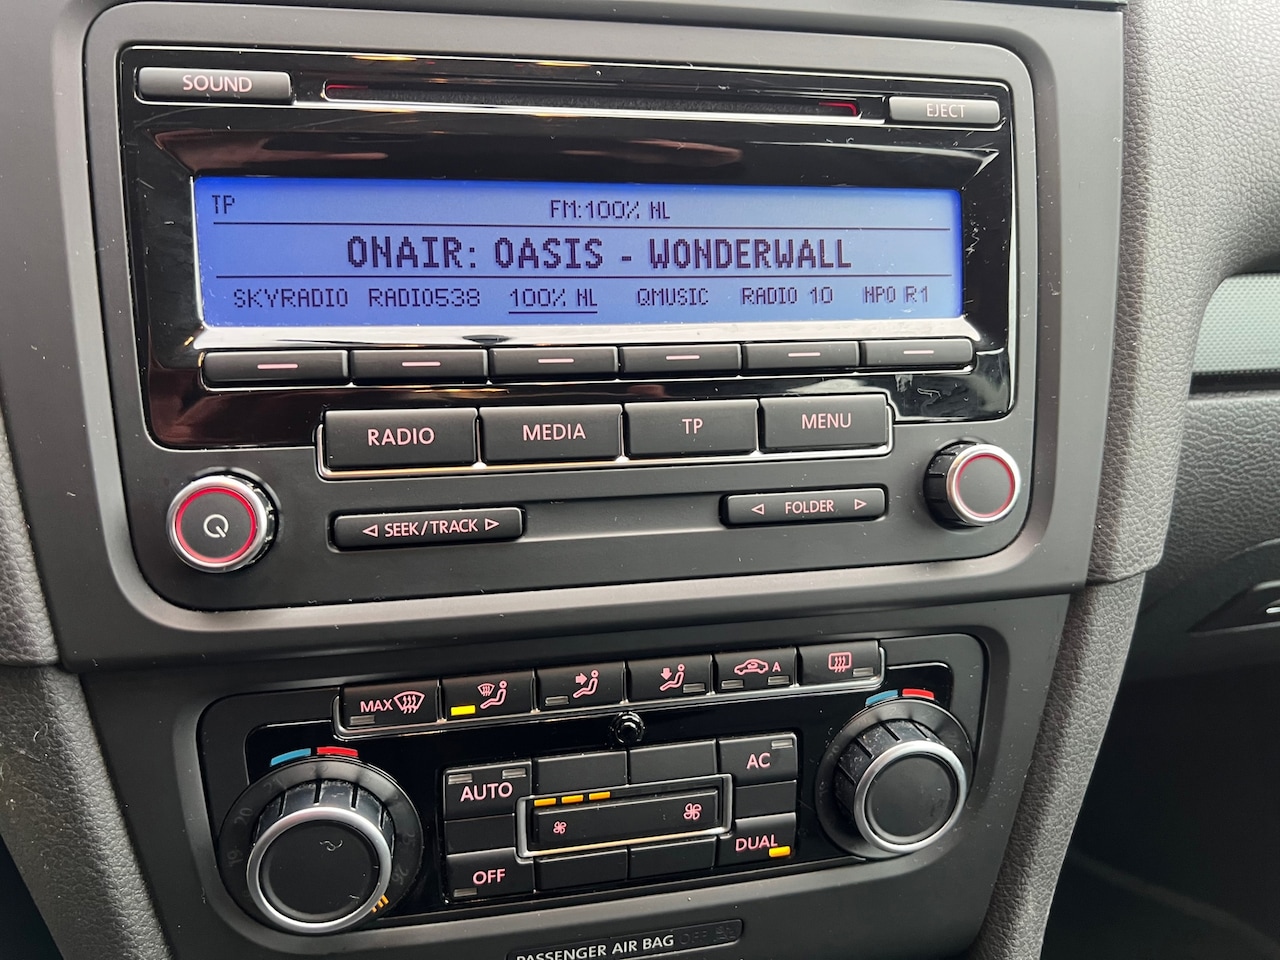 SOUND
EJECT
TP
FM:100% NL
ONAIR: OASIS - WONDERWALL
SKYRADIO RADIO538 100% NL QMUSIC RADIO 10 NPO R1
RADIO MEDIA TP MENU
SEEK/TRACK
FOLDER
MAX
A
AUTO
AC
OFF
DUAL
PASSENGER AIR BAG OFF